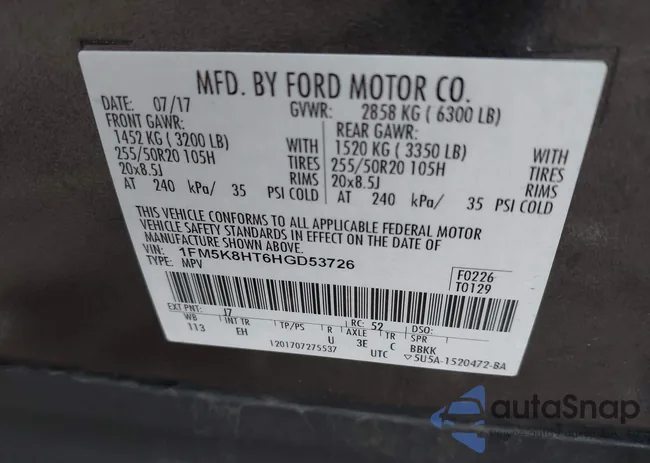 MFD. BY FORD MOTOR CO.
DATE: 07/17 GVWR: 2858 KG ( 6300 LB)
FRONT GAWR: REAR GAWR:
1452 KG ( 3200 LB) WITH 1520 KG ( 3350 LB) WITH
255/50R20 105H TIRES 255/50R20 105H TIRES
20x8.5J RIMS 20x8.5J RIMS
AT 240 kPa/ 35 PSI COLD AT 240 kPa/ 35 PSI COLD
THIS VEHICLE CONFORMS TO ALL APPLICABLE FEDERAL MOTOR
VEHICLE SAFETY STANDARDS IN EFFECT ON THE DATE OF
MANUFACTURE SHOWN ABOVE.
VIN: 1FM5K8HT6HGD53726
TYPE: MPV
F0226
T0129
EXT PNT: J7 RC: 52 DSO:
WB INT TR TP/PS R AXLE TR SPR
113 EH U 3E C BBKK
1201707275537 UTC ▽5U5A-1520472-BA
autoSnap